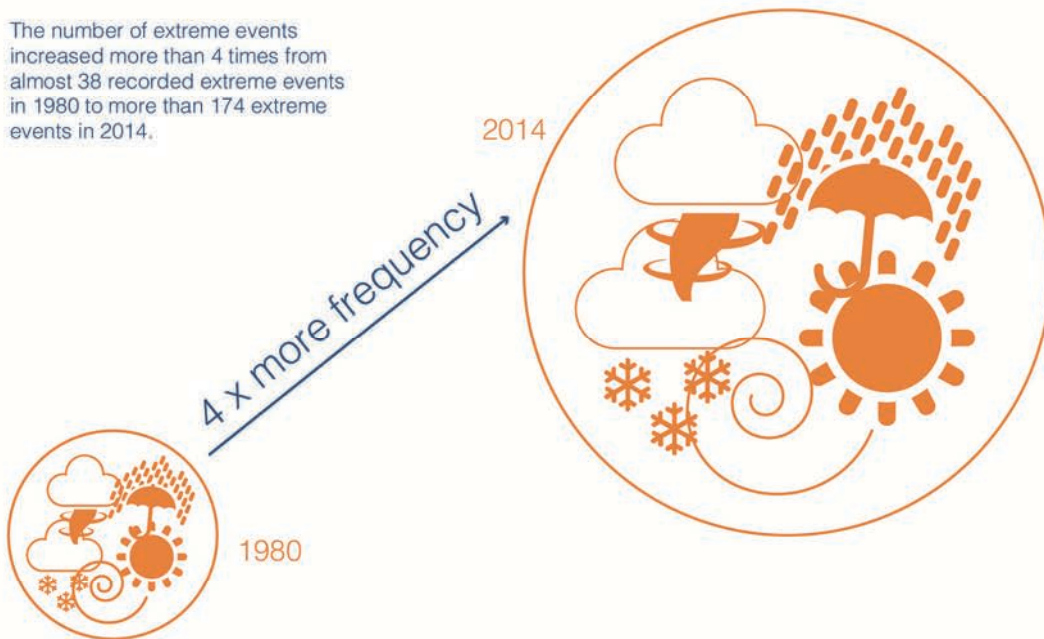 The number of extreme events
increased more than 4 times from
almost 38 recorded extreme events
in 1980 to more than 174 extreme
events in 2014.
2014
4 x more frequency
1980